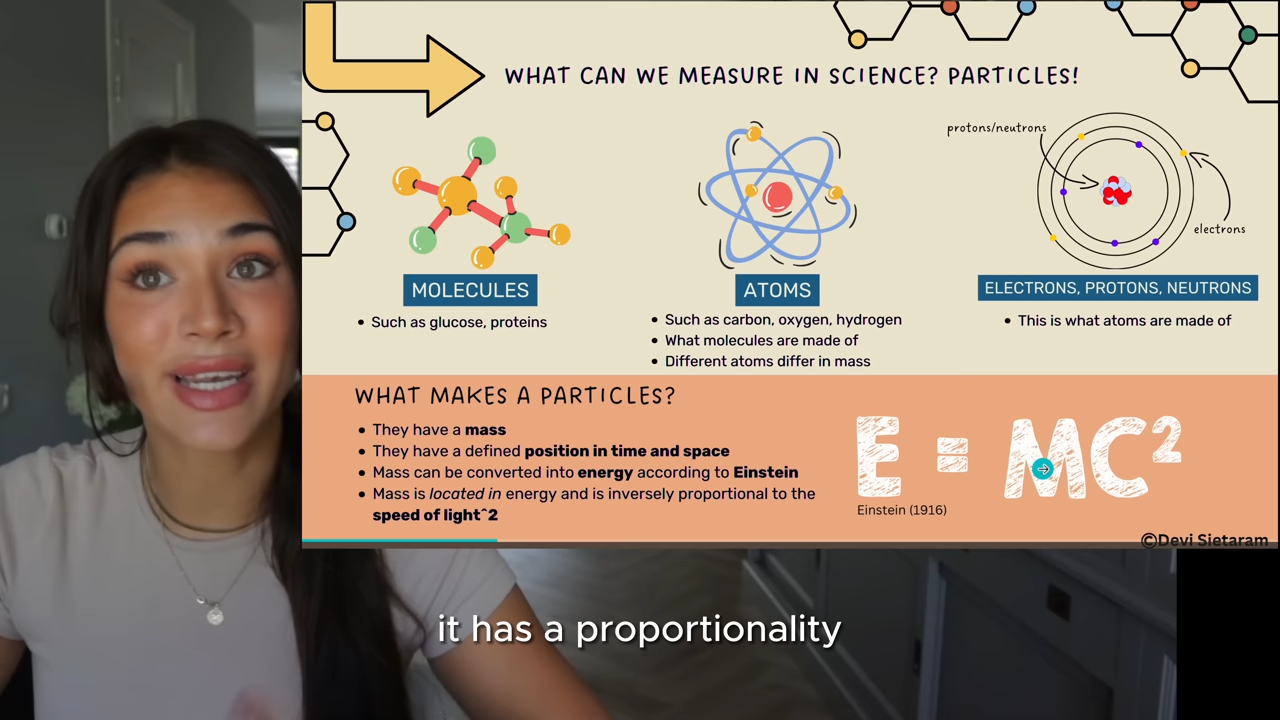 WHAT CAN WE MEASURE IN SCIENCE? PARTICLES!
protons/neutrons
electrons
MOLECULES
• Such as glucose, proteins
ATOMS
• Such as carbon, oxygen, hydrogen
• What molecules are made of
• Different atoms differ in mass
ELECTRONS, PROTONS, NEUTRONS
• This is what atoms are made of
WHAT MAKES A PARTICLES?
• They have a mass
• They have a defined position in time and space
• Mass can be converted into energy according to Einstein
• Mass is located in energy and is inversely proportional to the
speed of light^2
E = MC²
Einstein (1916)
©Devi Sietaram
it has a proportionality